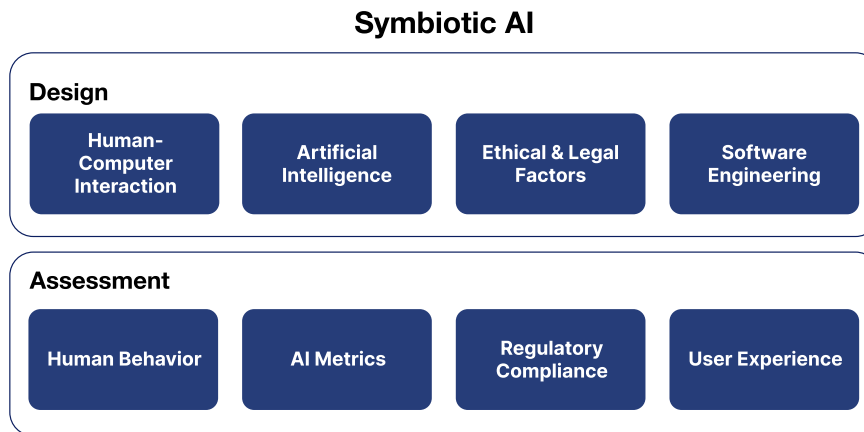 Symbiotic AI
Design
Human-
Computer
Interaction
Artificial
Intelligence
Ethical & Legal
Factors
Software
Engineering
Assessment
Human Behavior
AI Metrics
Regulatory
Compliance
User Experience